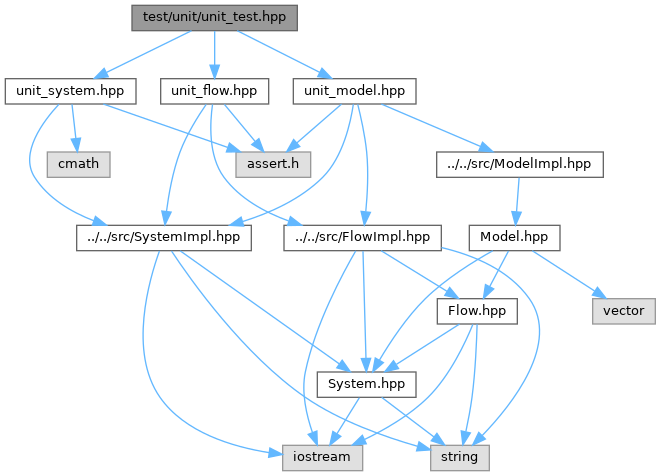 test/unit/unit_test.hpp
unit_system.hpp
unit_flow.hpp
unit_model.hpp
cmath
assert.h
../../src/ModelImpl.hpp
../../src/SystemImpl.hpp
../../src/FlowImpl.hpp
Model.hpp
Flow.hpp
vector
System.hpp
iostream
string